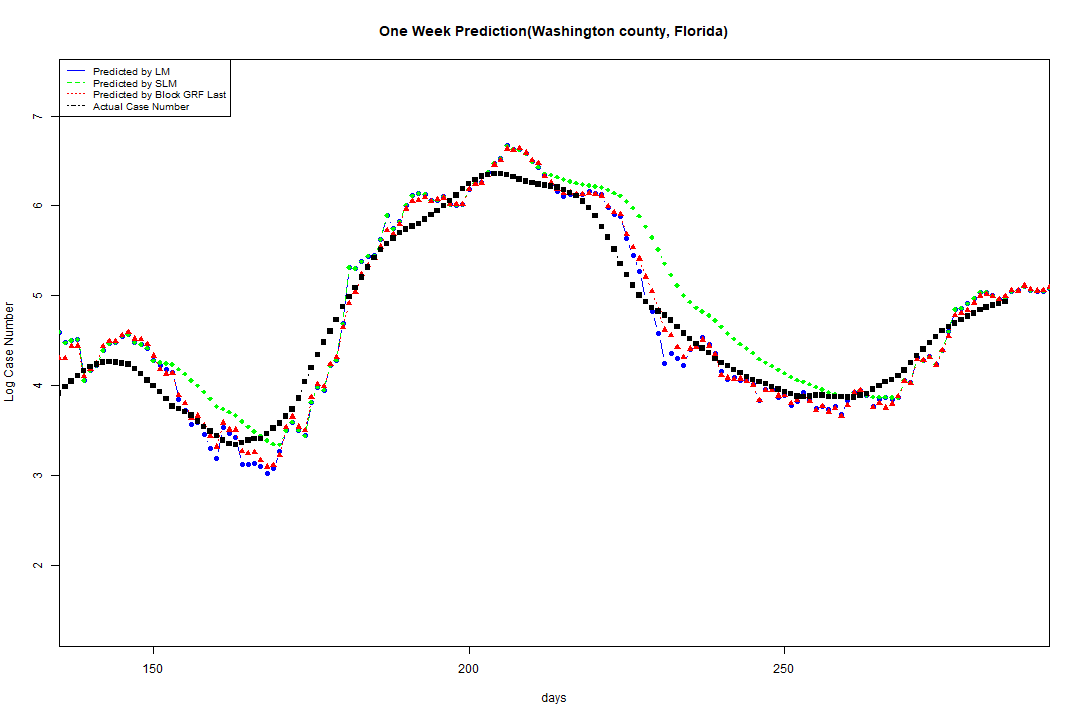 One Week Prediction(Washington county, Florida)
Predicted by LM
Predicted by SLM
Predicted by Block GRF Last
Actual Case Number
7
6
5
4
3
2
Log Case Number
150 200 250
days